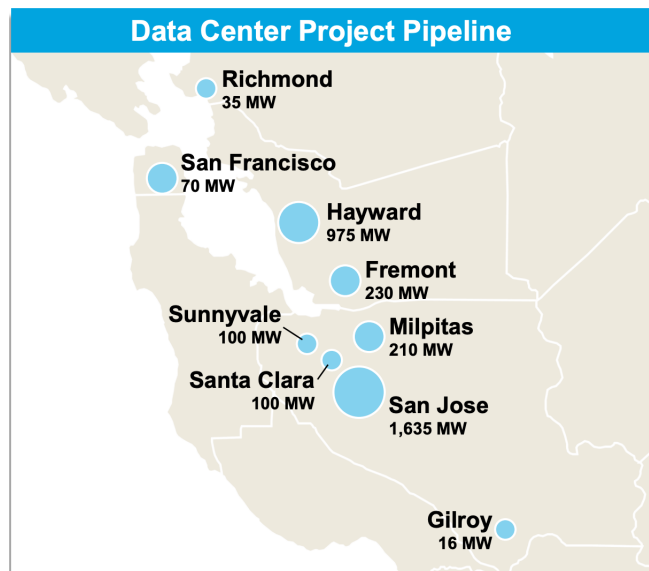 Data Center Project Pipeline
Richmond
35 MW
San Francisco
70 MW
Hayward
975 MW
Fremont
230 MW
Sunnyvale
100 MW
Milpitas
210 MW
Santa Clara
100 MW
San Jose
1,635 MW
Gilroy
16 MW